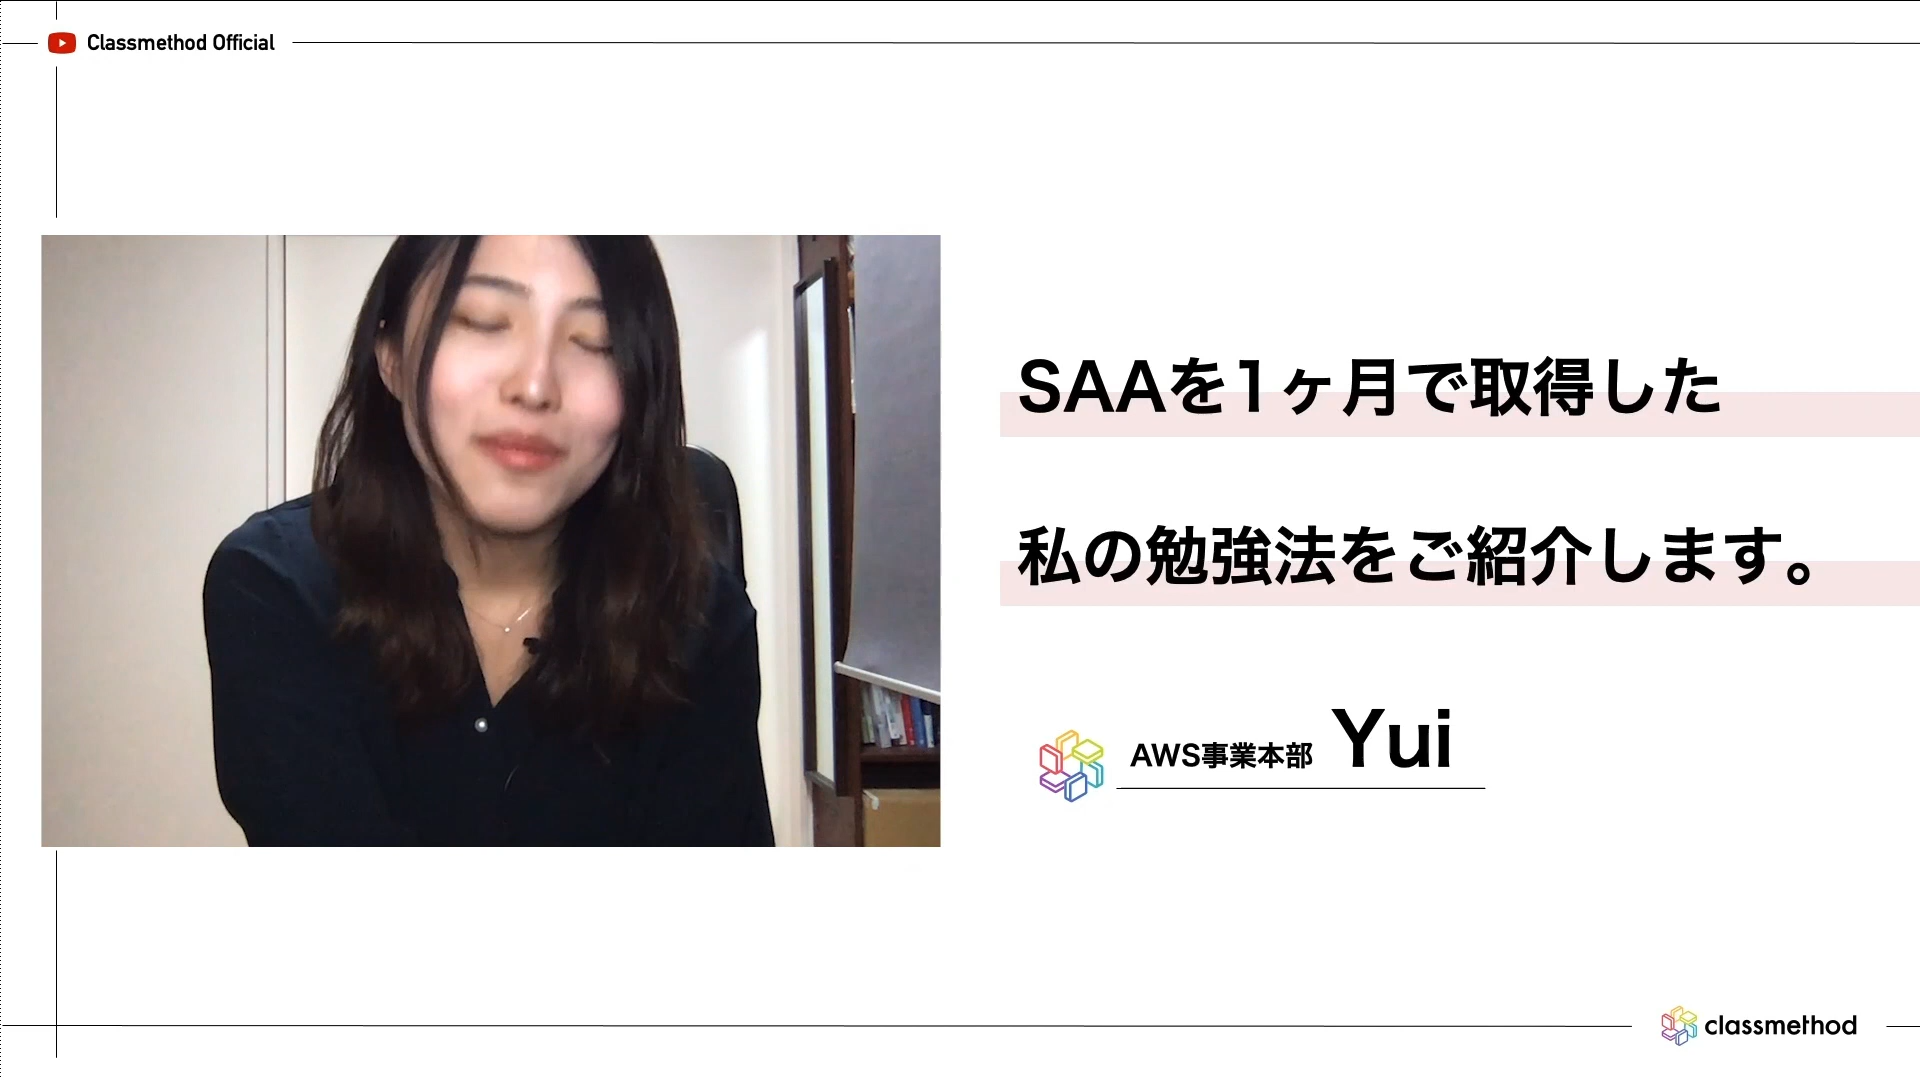 Classmethod Official
SAAを1ヶ月で取得した
私の勉強法をご紹介します。
AWS事業本部 Yui
classmethod